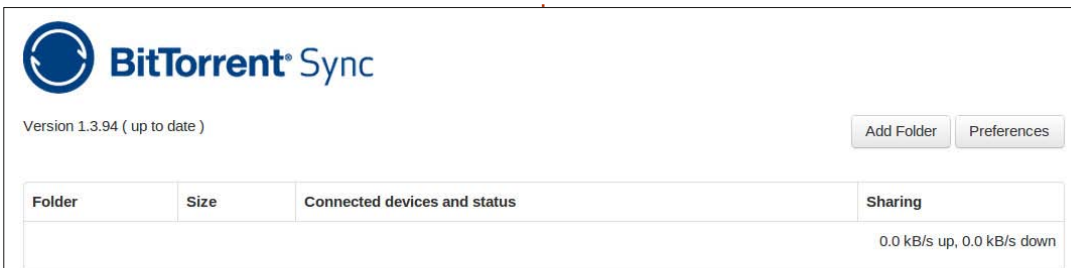 BitTorrent® Sync
Version 1.3.94 ( up to date )
Add Folder Preferences
Folder Size Connected devices and status Sharing
0.0 kB/s up, 0.0 kB/s down